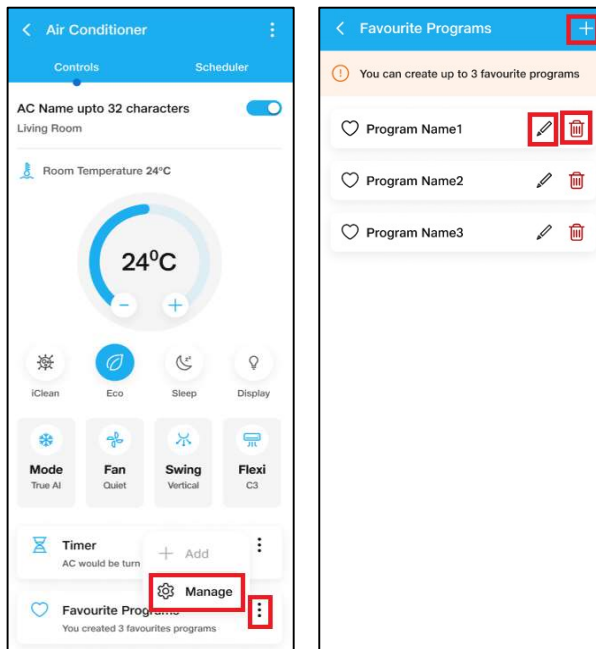 Air Conditioner
Controls Scheduler
AC Name upto 32 characters
Living Room
Room Temperature 24°C
24⁰C
iClean Eco Sleep Display
Mode Fan Swing Flexi
True AI Quiet Vertical C3
Timer
AC would be turn
Add
Manage
Favourite Programs
You created 3 favourites programs
Favourite Programs
You can create up to 3 favourite programs
Program Name1
Program Name2
Program Name3